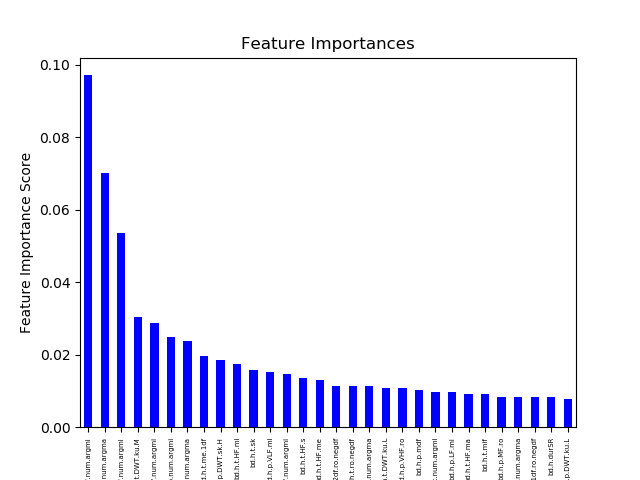 Feature Importances
Feature Importance Score
0.10
0.08
0.06
0.04
0.02
0.00
.num.argmi
num.argma
.num.argmi
t.DWT.ku.M
.num.argmi
o.num.argmi
num.argma
d.h.t.me.1df
p.DWT.sk.H
bd.h.t.HF.mi
bd.h.t.sk
d.h.p.VLF.mi
.num.argmi
bd.h.t.HF.s
bd.h.t.HF.me
2df.ro.negdf
h.t.ro.negdf
num.argma
.t.DWT.ku.L
d.h.p.VHF.ro
bd.h.p.mdf
.num.argmi
bd.h.p.LF.mi
bd.h.t.HF.ma
bd.h.t.mif
bd.h.p.MF.ro
.num.argma
1df.ro.negdf
bd.h.durSR
.p.DWT.ku.L